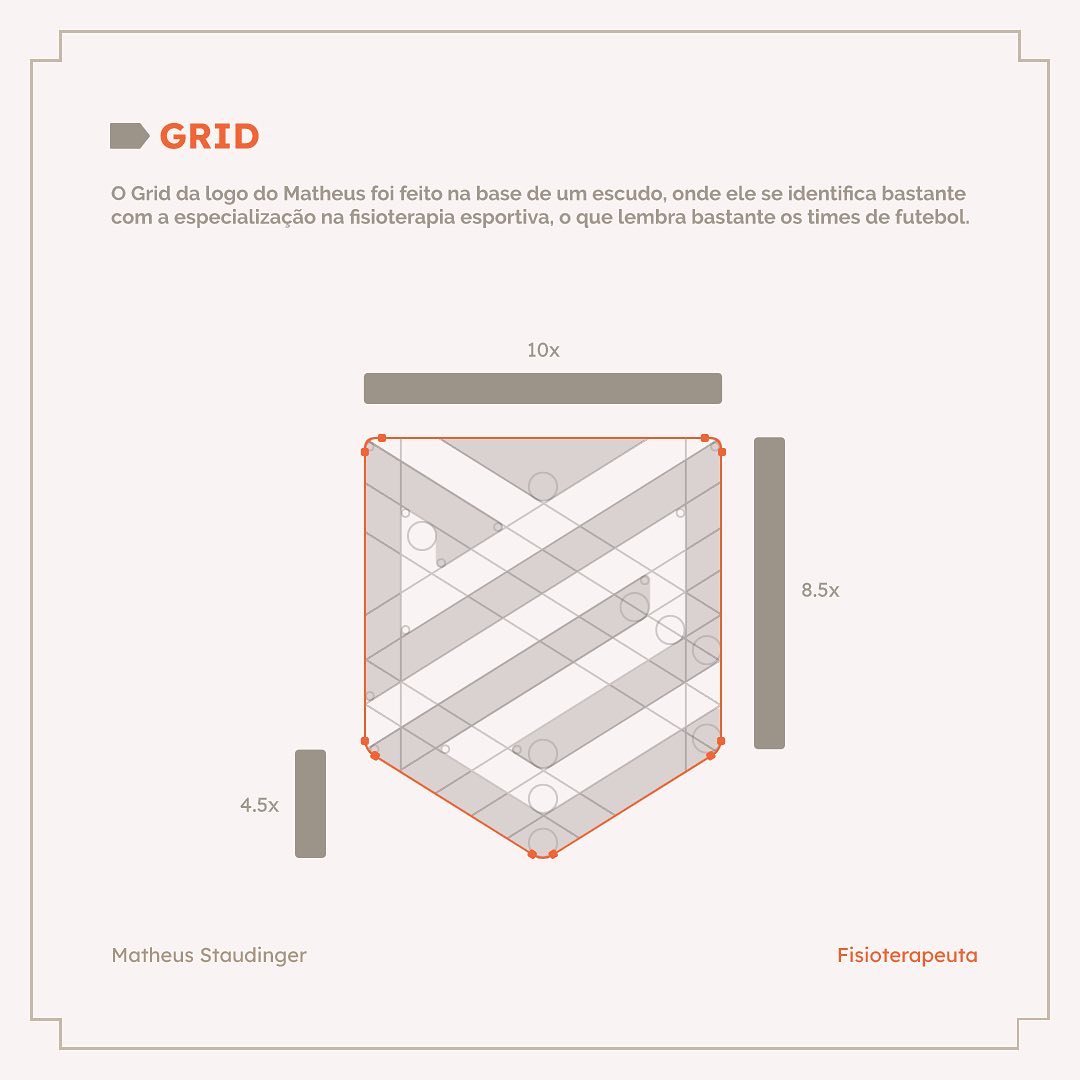 GRID
O Grid da logo do Matheus foi feito na base de um escudo, onde ele se identifica bastante
com a especialização na fisioterapia esportiva, o que lembra bastante os times de futebol.
10x
8.5x
4.5x
Matheus Staudinger
Fisioterapeuta